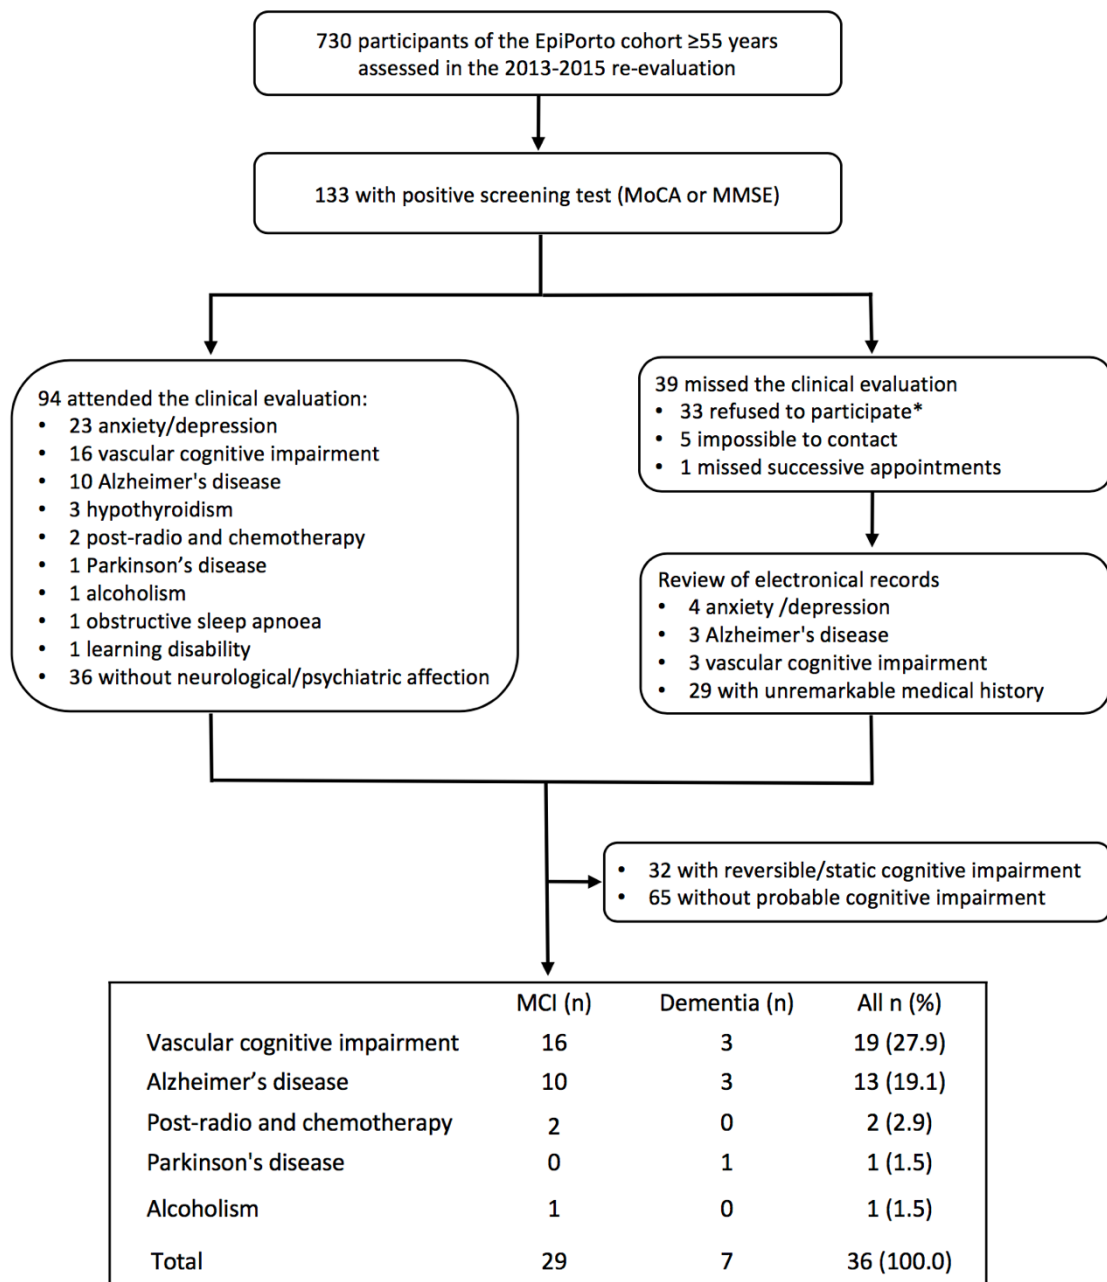 730 participants of the EpiPorto cohort ≥55 years
assessed in the 2013-2015 re-evaluation
133 with positive screening test (MoCA or MMSE)
94 attended the clinical evaluation:
• 23 anxiety/depression
• 16 vascular cognitive impairment
• 10 Alzheimer's disease
• 3 hypothyroidism
• 2 post-radio and chemotherapy
• 1 Parkinson’s disease
• 1 alcoholism
• 1 obstructive sleep apnoea
• 1 learning disability
• 36 without neurological/psychiatric affection
39 missed the clinical evaluation
• 33 refused to participate*
• 5 impossible to contact
• 1 missed successive appointments
Review of electronical records
• 4 anxiety /depression
• 3 Alzheimer's disease
• 3 vascular cognitive impairment
• 29 with unremarkable medical history
• 32 with reversible/static cognitive impairment
• 65 without probable cognitive impairment
MCI (n) Dementia (n) All n (%)
Vascular cognitive impairment 16 3 19 (27.9)
Alzheimer’s disease 10 3 13 (19.1)
Post-radio and chemotherapy 2 0 2 (2.9)
Parkinson's disease 0 1 1 (1.5)
Alcoholism 1 0 1 (1.5)
Total 29 7 36 (100.0)